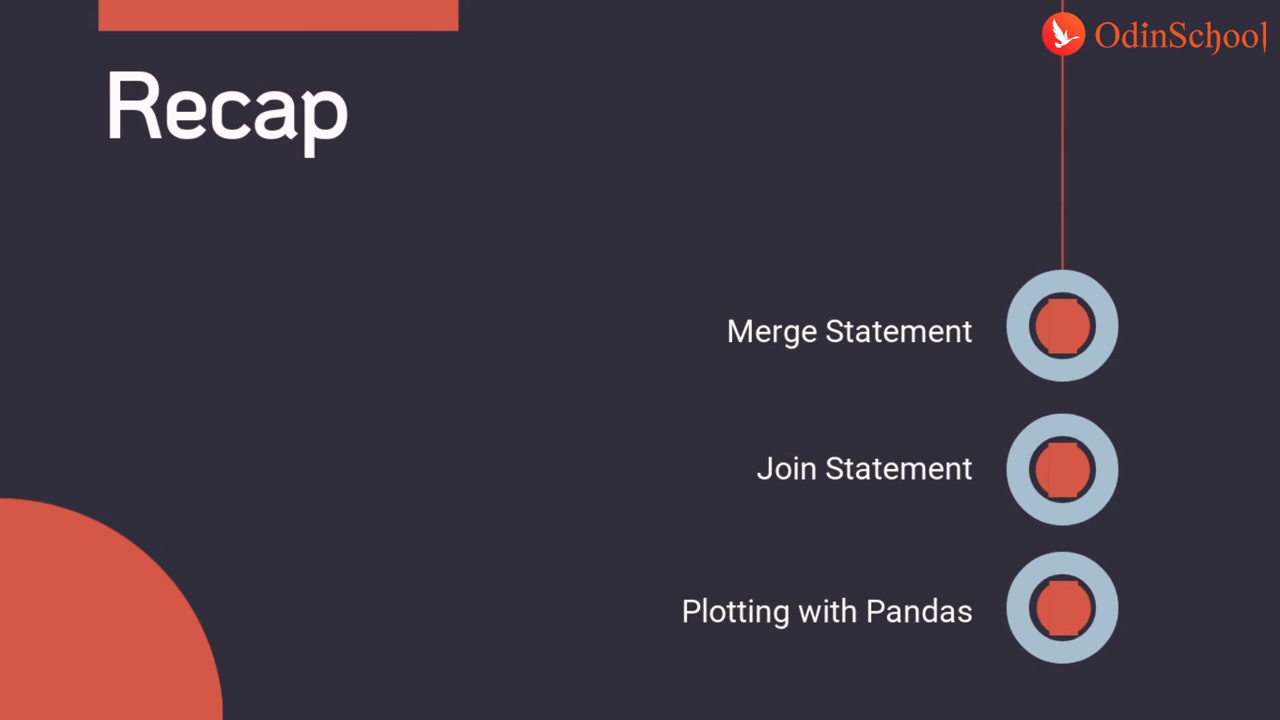 OdinSchool
Recap
Merge Statement
Join Statement
Plotting with Pandas